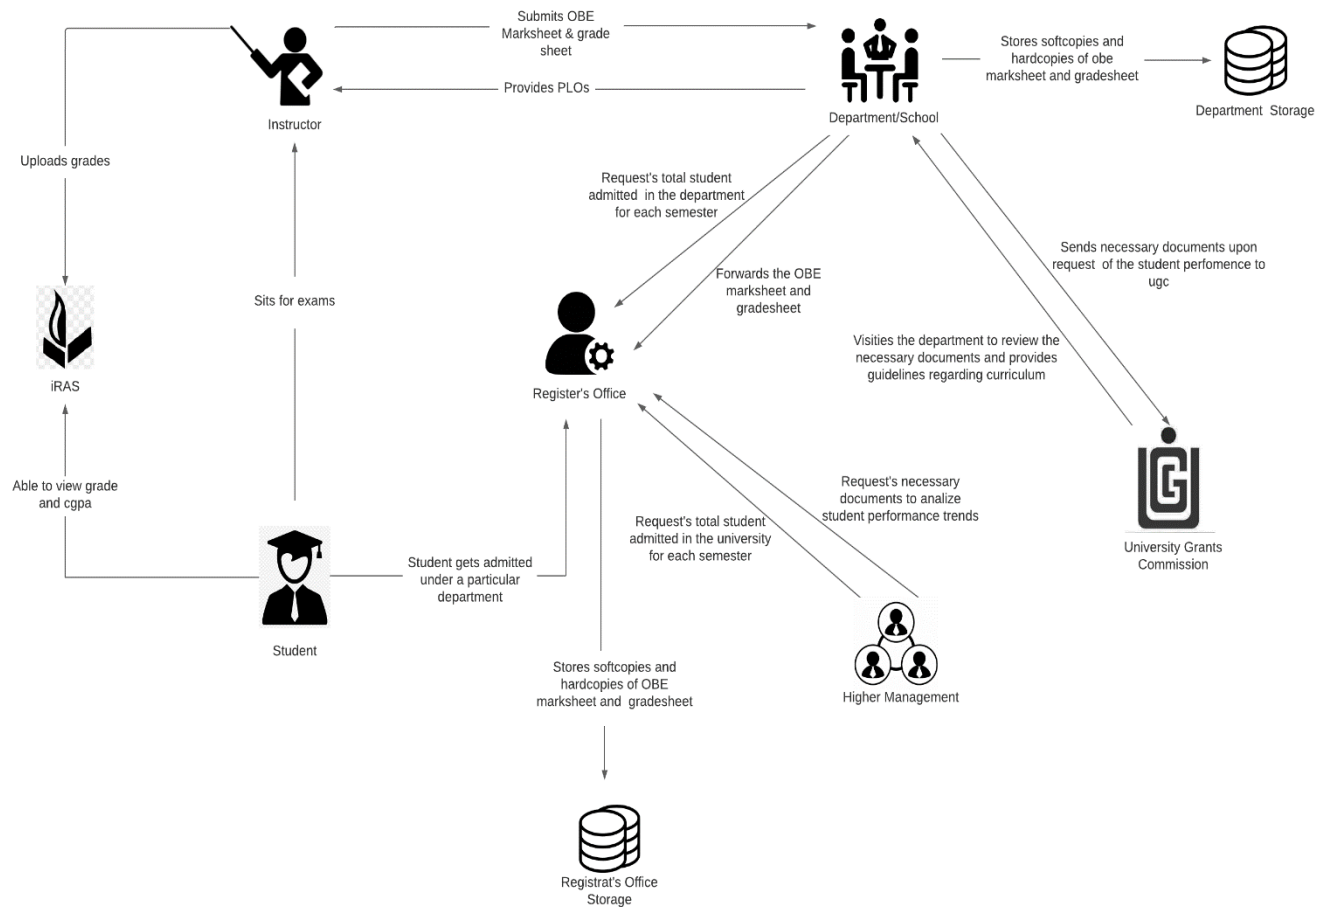 Submits OBE
Marksheet & grade
sheet
Provides PLOs
Instructor
Department/School
Stores softcopies and
hardcopies of obe
marksheet and gradesheet
Department Storage
Uploads grades
Request's total student
admitted in the department
for each semester
Forwards the OBE
marksheet and
gradesheet
Sends necessary documents upon
request of the student perfomence to
ugc
Visities the department to review the
necessary documents and provides
guidelines regarding curriculum
Sits for exams
iRAS
Register's Office
Able to view grade
and cgpa
Request's necessary
documents to analize
student performance trends
Request's total student
admitted in the university
for each semester
UGC
University Grants
Commission
Student gets admitted
under a particular
department
Student
Stores softcopies and
hardcopies of OBE
marksheet and gradesheet
Higher Management
Registrat's Office
Storage